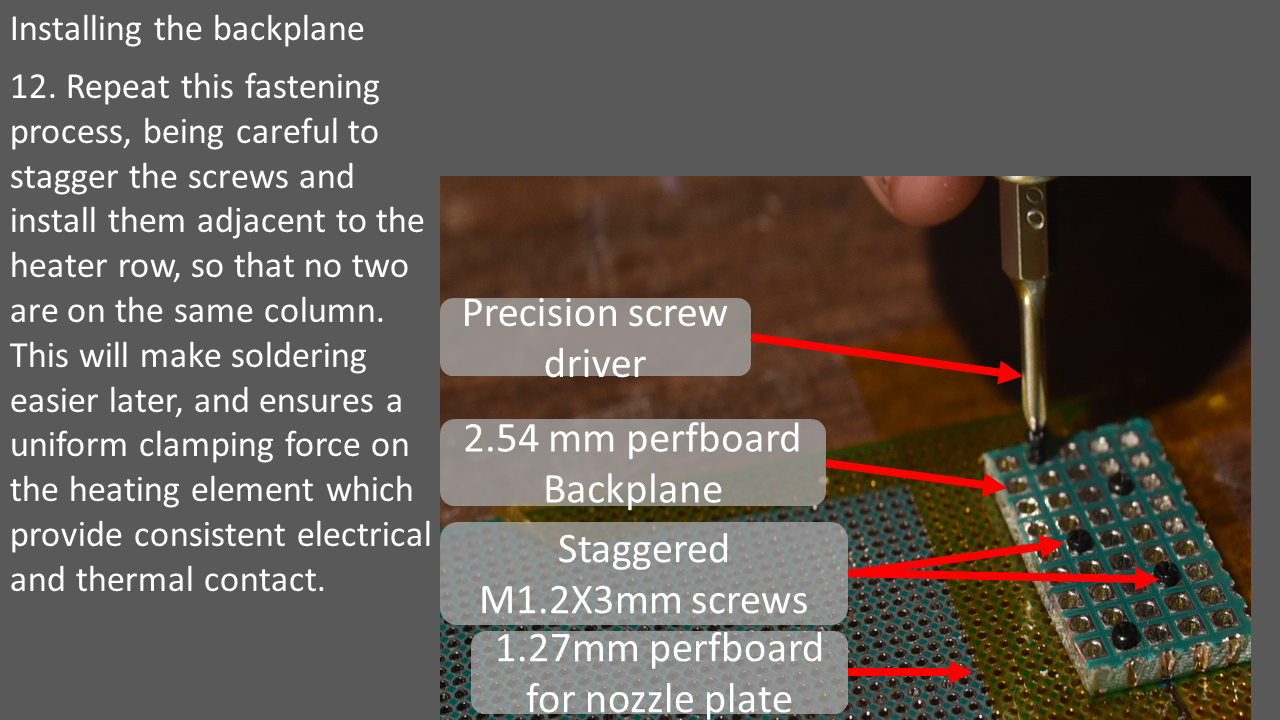 Installing the backplane
12. Repeat this fastening
process, being careful to
stagger the screws and
install them adjacent to the
heater row, so that no two
are on the same column.
This will make soldering
easier later, and ensures a
uniform clamping force on
the heating element which
provide consistent electrical
and thermal contact.
Precision screw
driver
2.54 mm perfboard
Backplane
Staggered
M1.2X3mm screws
1.27mm perfboard
for nozzle plate